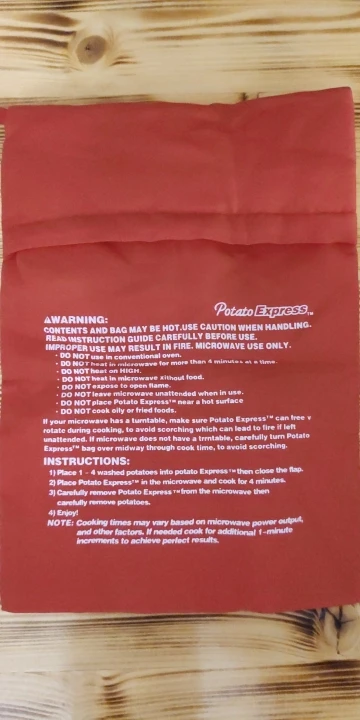 Potato Express™
⚠WARNING:
CONTENTS AND BAG MAY BE HOT.USE CAUTION WHEN HANDLING.
READ INSTRUCTION GUIDE CAREFULLY BEFORE USE.
IMPROPER USE MAY RESULT IN FIRE. MICROWAVE USE ONLY.
· DO NOT use in conventional oven.
· DO NOT heat in microwave for more than 4 minutes at a time.
· DO NOT heat on HIGH.
· DO NOT heat in microwave without food.
· DO NOT expose to open flame.
· DO NOT leave microwave unattended when in use.
· DO NOT place Potato Express™ near a hot surface
· DO NOT cook oily or fried foods.
If your microwave has a turntable, make sure Potato Express™ can free y
rotate during cooking, to avoid scorching which can lead to fire if left
unattended. If microwave does not have a trrntable, carefully turn Potato
Express™ bag over midway through cook time, to avoid scorching.
INSTRUCTIONS:
1) Place 1 - 4 washed potatoes into potato Express™ then close the flap.
2) Place Potato Express™ in the microwave and cook for 4 minutes.
3) Carefully remove Potato Express™ from the microwave then
carefully remove potatoes.
4) Enjoy!
NOTE: Cooking times may vary based on microwave power output,
and other factors. If needed cook for additional 1-minute
increments to achieve perfect results.